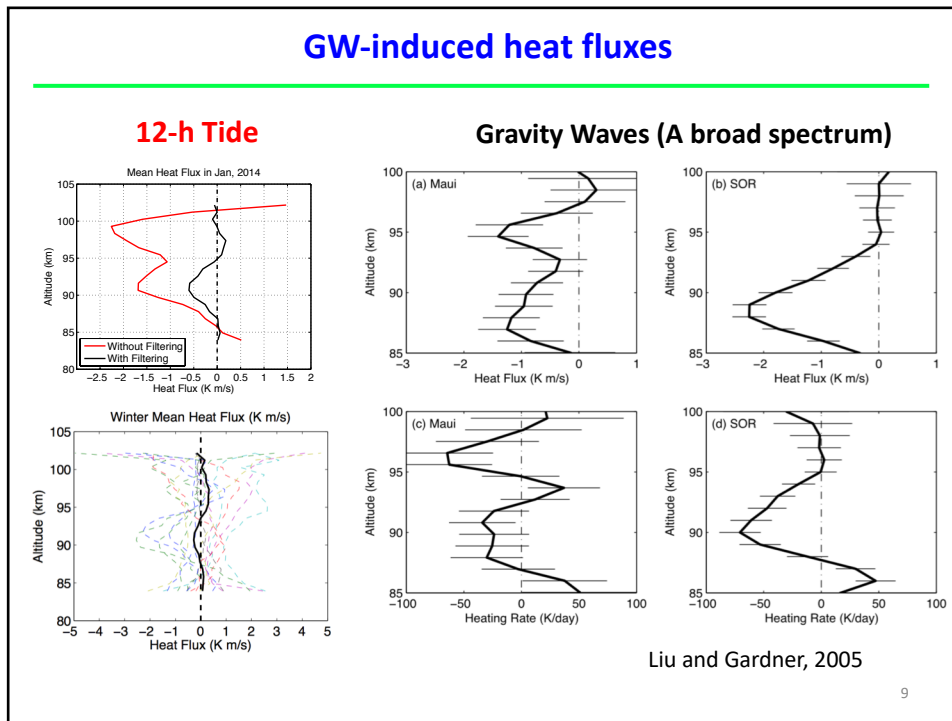 GW-induced heat fluxes
12-h Tide
Gravity Waves (A broad spectrum)
Mean Heat Flux in Jan, 2014
105
100
95
90
85
80
Altitude (km)
Without Filtering
With Filtering
−2.5 −2 −1.5 −1 −0.5 0 0.5 1 1.5 2
Heat Flux (K m/s)
(a) Maui
100
95
90
85
Altitude (km)
−3 −2 −1 0 1
Heat Flux (K m/s)
(b) SOR
100
95
90
85
Altitude (km)
−3 −2 −1 0 1
Heat Flux (K m/s)
Winter Mean Heat Flux (K m/s)
105
100
95
90
85
80
Altitude (km)
−5 −4 −3 −2 −1 0 1 2 3 4 5
Heat Flux (K m/s)
(c) Maui
100
95
90
85
Altitude (km)
−100 −50 0 50 100
Heating Rate (K/day)
(d) SOR
100
95
90
85
Altitude (km)
−100 −50 0 50 100
Heating Rate (K/day)
Liu and Gardner, 2005
9